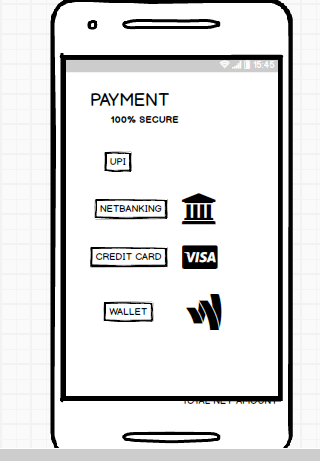 15:45
PAYMENT
100% SECURE
UPI
NETBANKING
CREDIT CARD VISA
WALLET
TOTAL NET AMOUNT